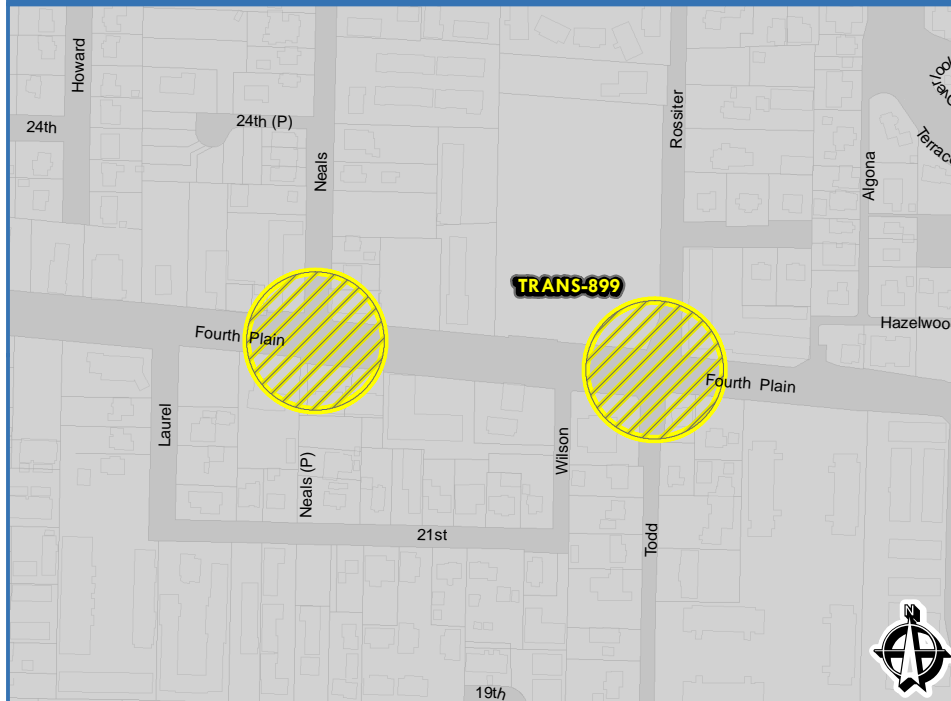 Howard
24th
24th (P)
Neals
Rossiter
Algona
Terrace
TRANS-899
Fourth Plain
Hazelwoo
Fourth Plain
Laurel
Neals (P)
Wilson
21st
Todd
19th
N